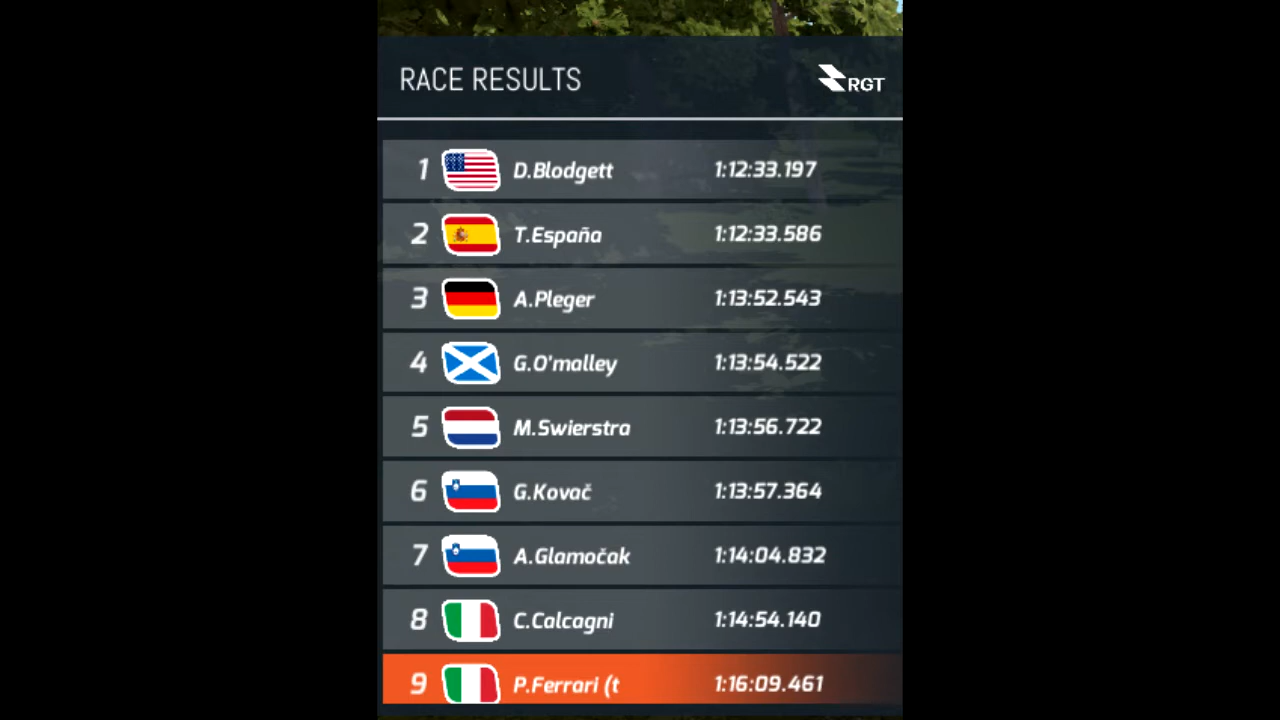 RACE RESULTS RGT
1 D.Blodgett 1:12:33.197
2 T.España 1:12:33.586
3 A.Pleger 1:13:52.543
4 G.O'malley 1:13:54.522
5 M.Swierstra 1:13:56.722
6 G.Kovač 1:13:57.364
7 A.Glamočak 1:14:04.832
8 C.Calcagni 1:14:54.140
9 P.Ferrari (t 1:16:09.461